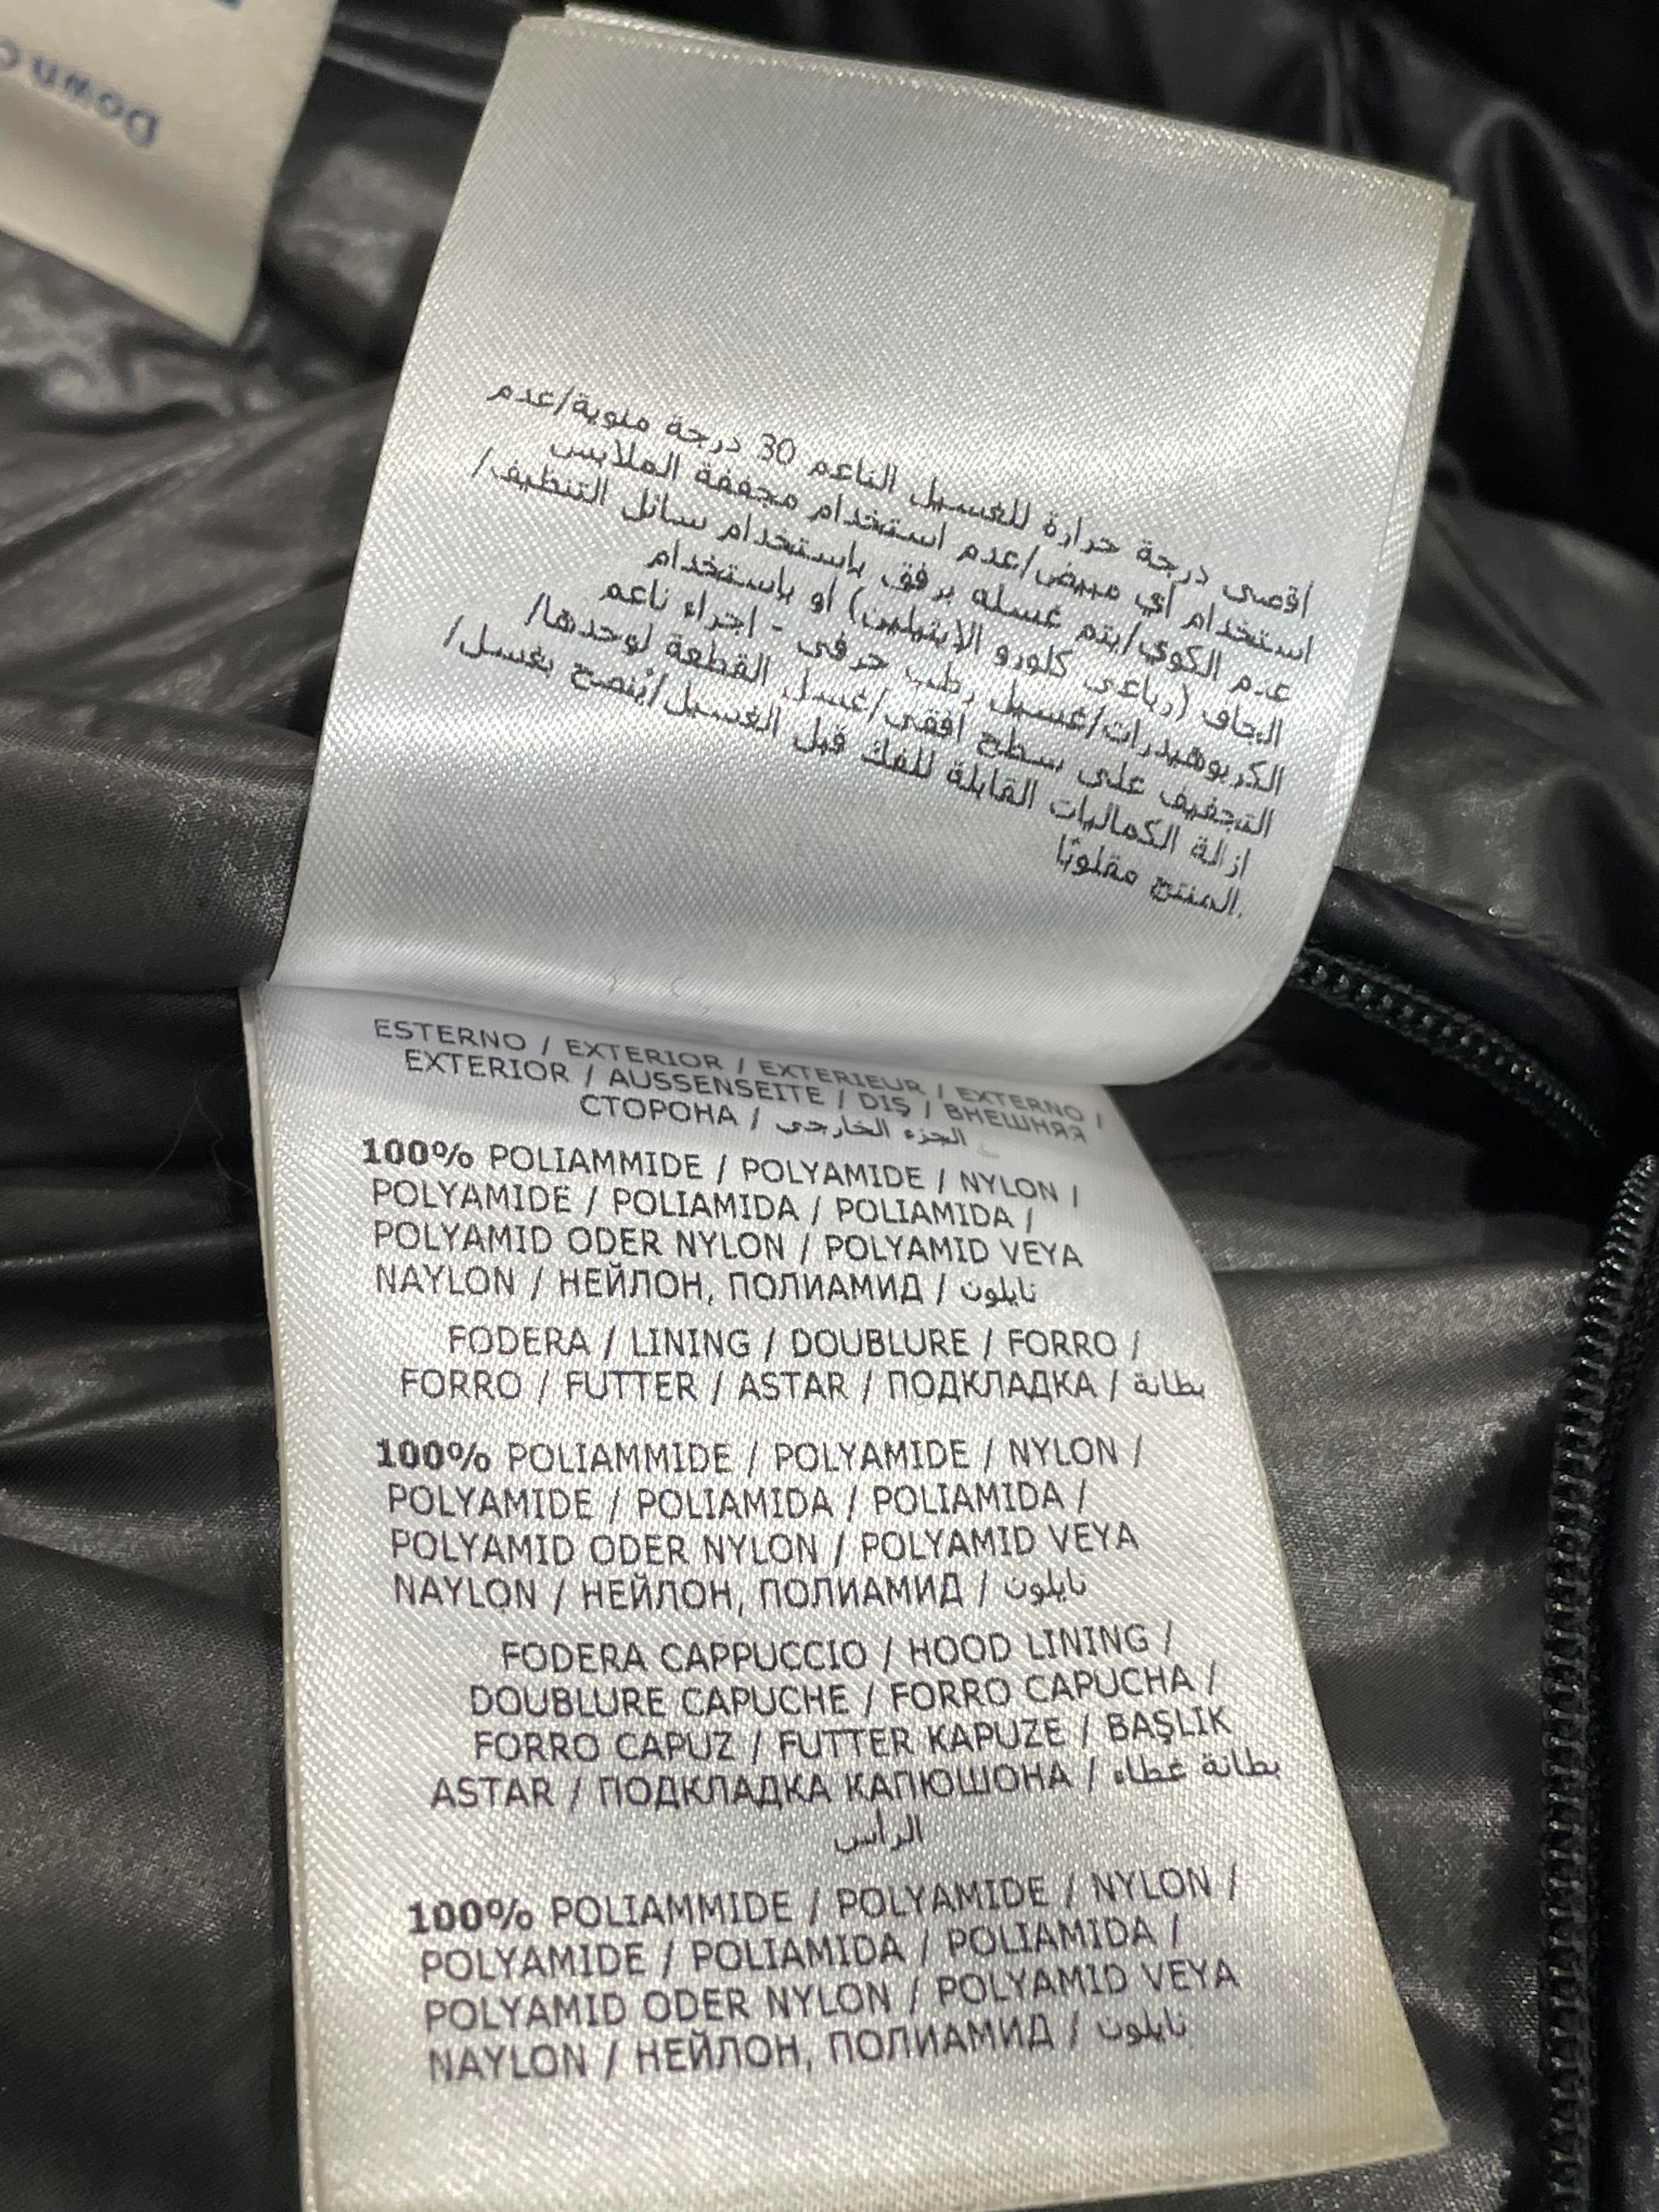 Down
أقصى درجة حرارة للغسيل الناعم 30 درجة مئوية/عدم
استخدام أي مبيض/عدم استخدام مجففة الملابس
عدم الكوي/يتم غسله برفق باستخدام سائل التنظيف/
الجاف (رباعي كلورو الايثيلين) أو باستخدام
الكربوهيدرات/غسيل رطب حرفي - اجراء ناعم
التجفيف على سطح أفقي/غسل القطعة لوحدها/
ازالة الكماليات القابلة للفك قبل الغسيل/يُنصح بغسل/
المنتج مقلوبًا.
ESTERNO / EXTERIOR / EXTERIEUR / EXTERNO /
EXTERIOR / AUSSENSEITE / DIŞ / ВНЕШНЯЯ
СТОРОНА / الجزء الخارجي
100% POLIAMMIDE / POLYAMIDE / NYLON /
POLYAMIDE / POLIAMIDA / POLIAMIDA /
POLYAMID ODER NYLON / POLYAMID VEYA
NAYLON / НЕЙЛОН, ПОЛИАМИД / نايلون
FODERA / LINING / DOUBLURE / FORRO /
FORRO / FUTTER / ASTAR / ПОДКЛАДКА / بطانة
100% POLIAMMIDE / POLYAMIDE / NYLON /
POLYAMIDE / POLIAMIDA / POLIAMIDA /
POLYAMID ODER NYLON / POLYAMID VEYA
NAYLON / НЕЙЛОН, ПОЛИАМИД / نايلون
FODERA CAPPUCCIO / HOOD LINING /
DOUBLURE CAPUCHE / FORRO CAPUCHA /
FORRO CAPUZ / FUTTER KAPUZE / BAŞLIK
ASTAR / ПОДКЛАДКА КАПЮШОНА / بطانة غطاء
الرأس
100% POLIAMMIDE / POLYAMIDE / NYLON /
POLYAMIDE / POLIAMIDA / POLIAMIDA /
POLYAMID ODER NYLON / POLYAMID VEYA
NAYLON / НЕЙЛОН, ПОЛИАМИД / نايلون